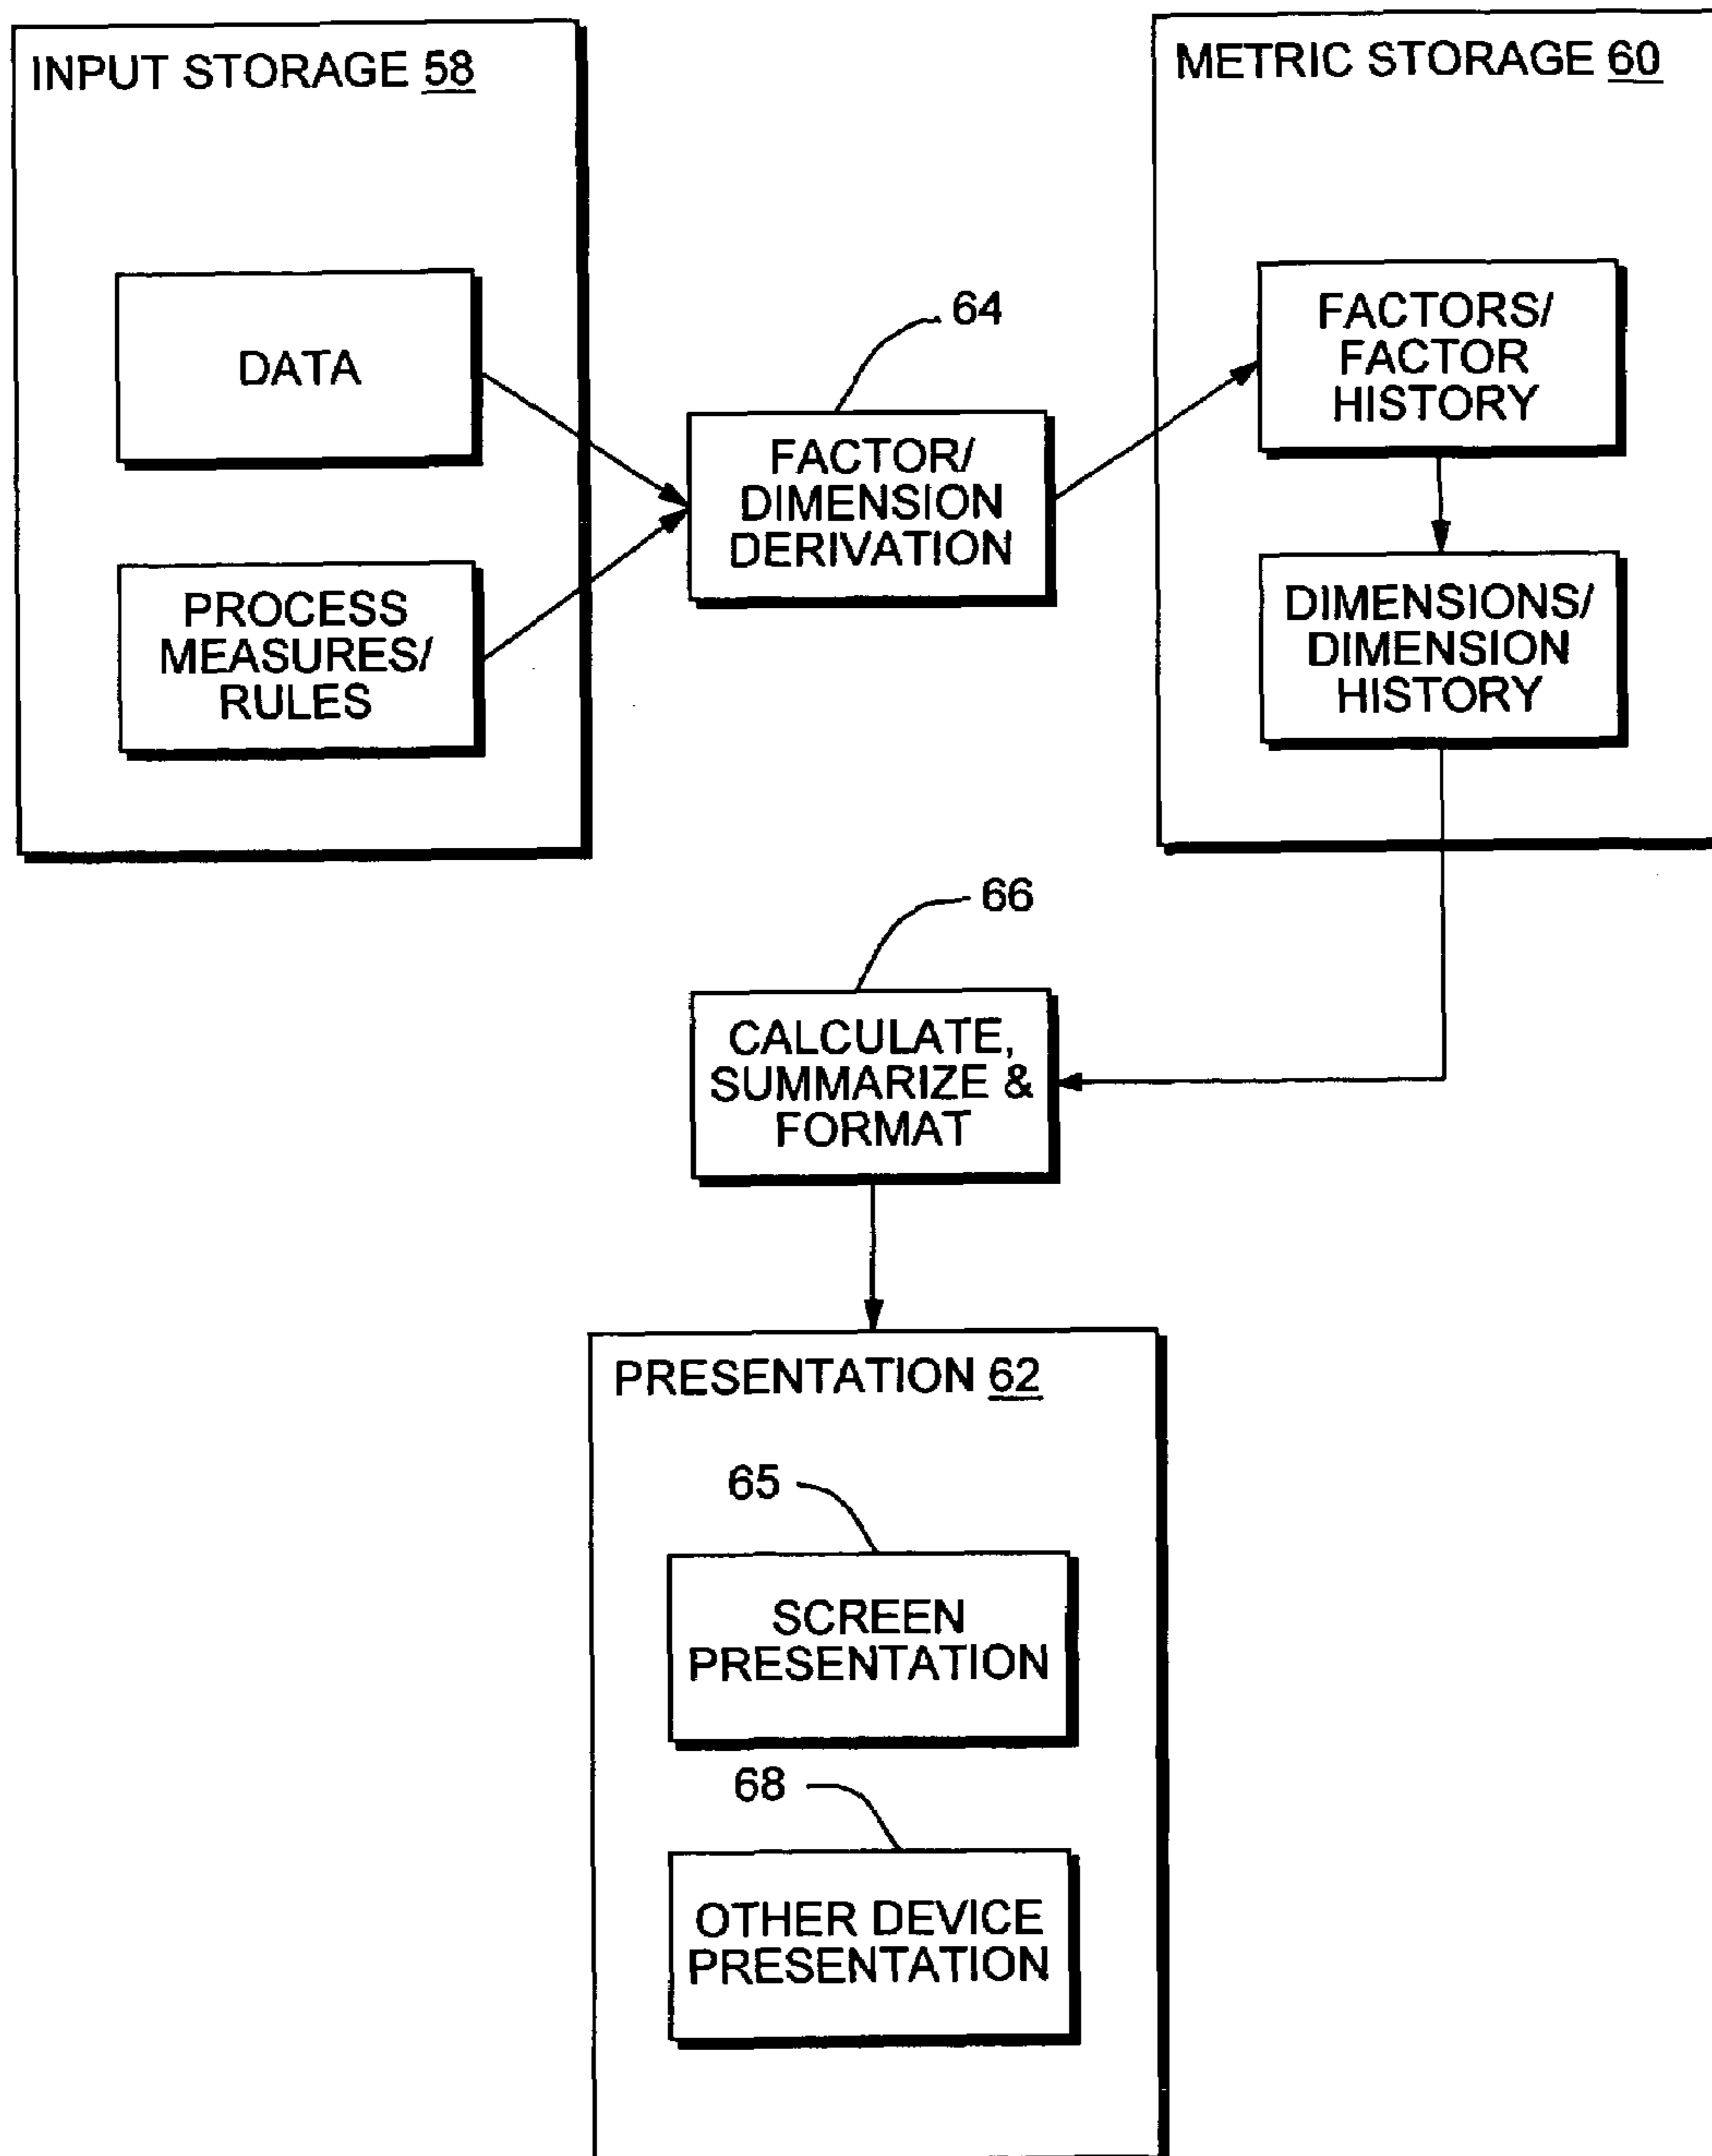 INPUT STORAGE 58
DATA
PROCESS
MEASURES/
RULES
64
FACTOR/
DIMENSION
DERIVATION
METRIC STORAGE 60
FACTORS/
FACTOR
HISTORY
DIMENSIONS/
DIMENSION
HISTORY
66
CALCULATE,
SUMMARIZE &
FORMAT
PRESENTATION 62
65
SCREEN
PRESENTATION
68
OTHER DEVICE
PRESENTATION